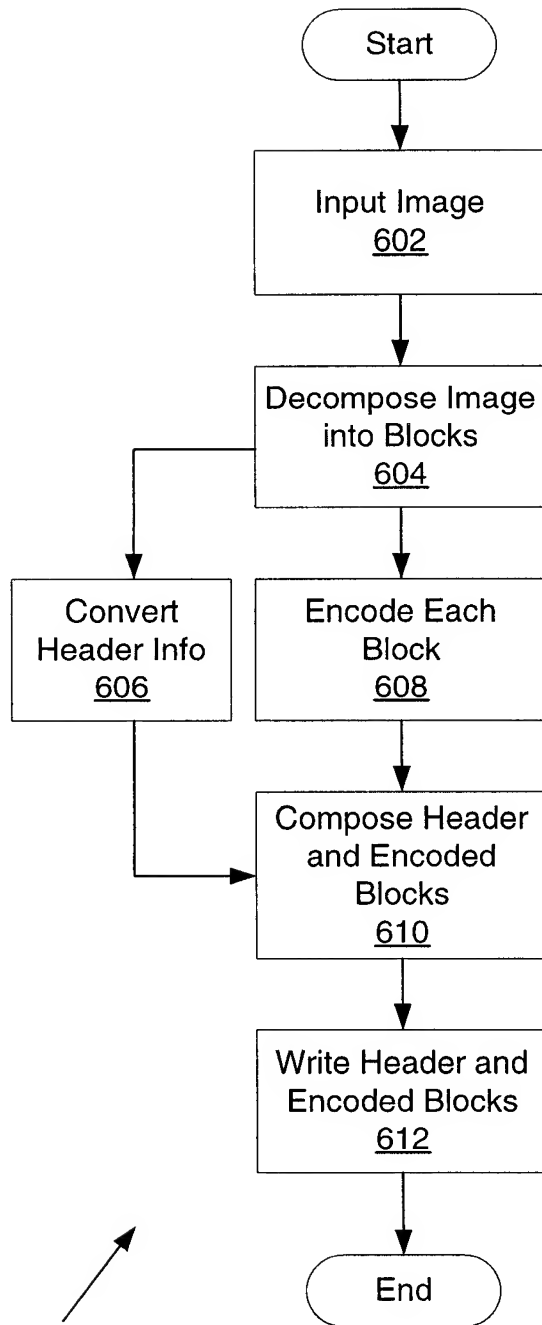 Start
Input Image
602
Decompose Image
into Blocks
604
Convert
Header Info
606
Encode Each
Block
608
Compose Header
and Encoded
Blocks
610
Write Header and
Encoded Blocks
612
End